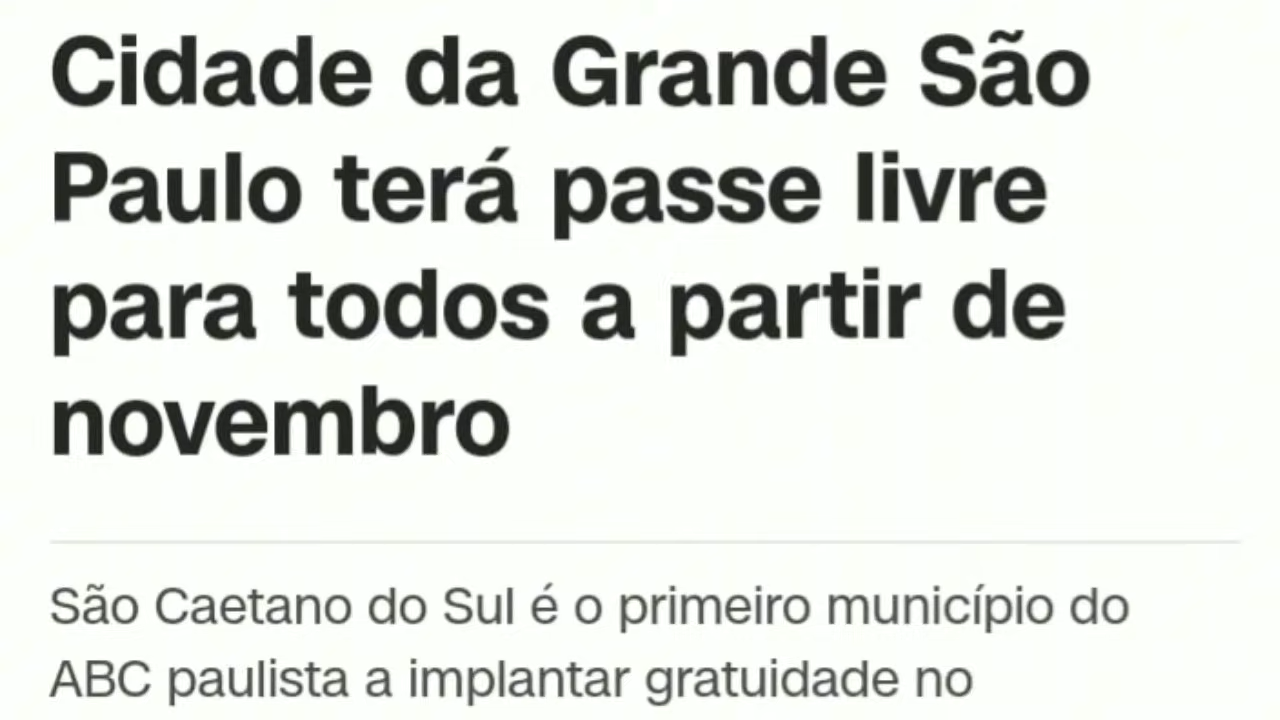 Cidade da Grande São
Paulo terá passe livre
para todos a partir de
novembro
São Caetano do Sul é o primeiro município do
ABC paulista a implantar gratuidade no